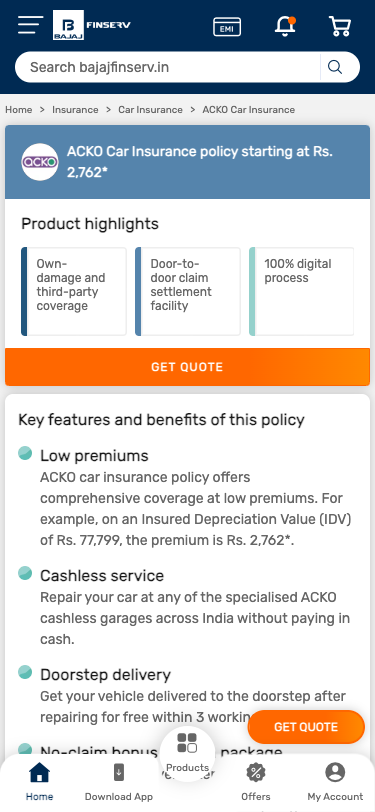 B
BAJAJ
FINSERV
EMI
Search bajajfinserv.in
Home > Insurance > Car Insurance > ACKO Car Insurance
ACKO
ACKO Car Insurance policy starting at Rs.
2,762*
Product highlights
Own-
damage and
third-party
coverage
Door-to-
door claim
settlement
facility
100% digital
process
GET QUOTE
Key features and benefits of this policy
Low premiums
ACKO car insurance policy offers
comprehensive coverage at low premiums. For
example, on an Insured Depreciation Value (IDV)
of Rs. 77,799, the premium is Rs. 2,762*.
Cashless service
Repair your car at any of the specialised ACKO
cashless garages across India without paying in
cash.
Doorstep delivery
Get your vehicle delivered to the doorstep after
repairing for free within 3 workin
GET QUOTE
No-claim bonus package
Products
Home
Download App
Offers
My Account